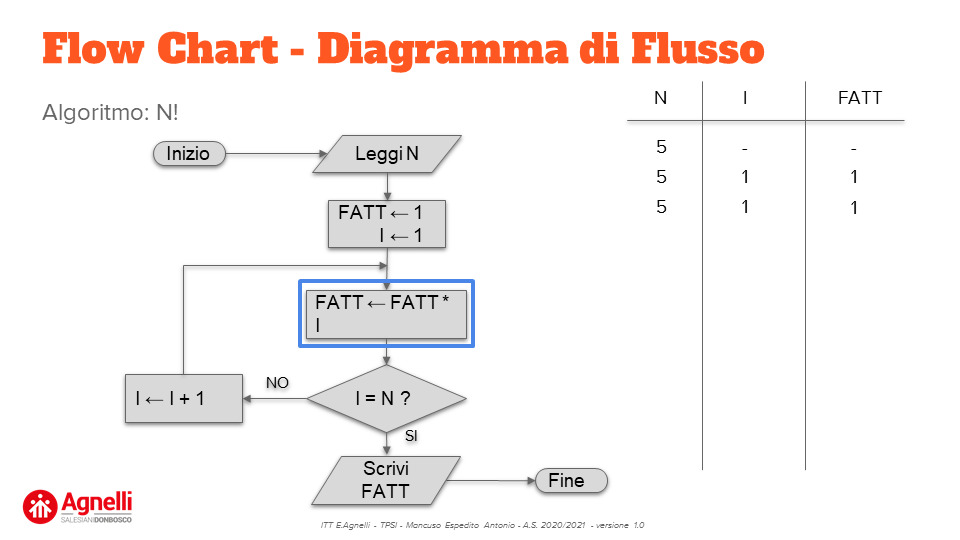 Flow Chart - Diagramma di Flusso
Algoritmo: N!
N I FATT
5 - -
5 1 1
5 1 1
Inizio
Leggi N
FATT ← 1
I ← 1
FATT ← FATT *
I
I = N ?
NO
I ← I + 1
SI
Scrivi
FATT
Fine
Agnelli
SALESIANI DONBOSCO
ITT E.Agnelli - TPSI - Mancuso Espedito Antonio - A.S. 2020/2021 - versione 1.0